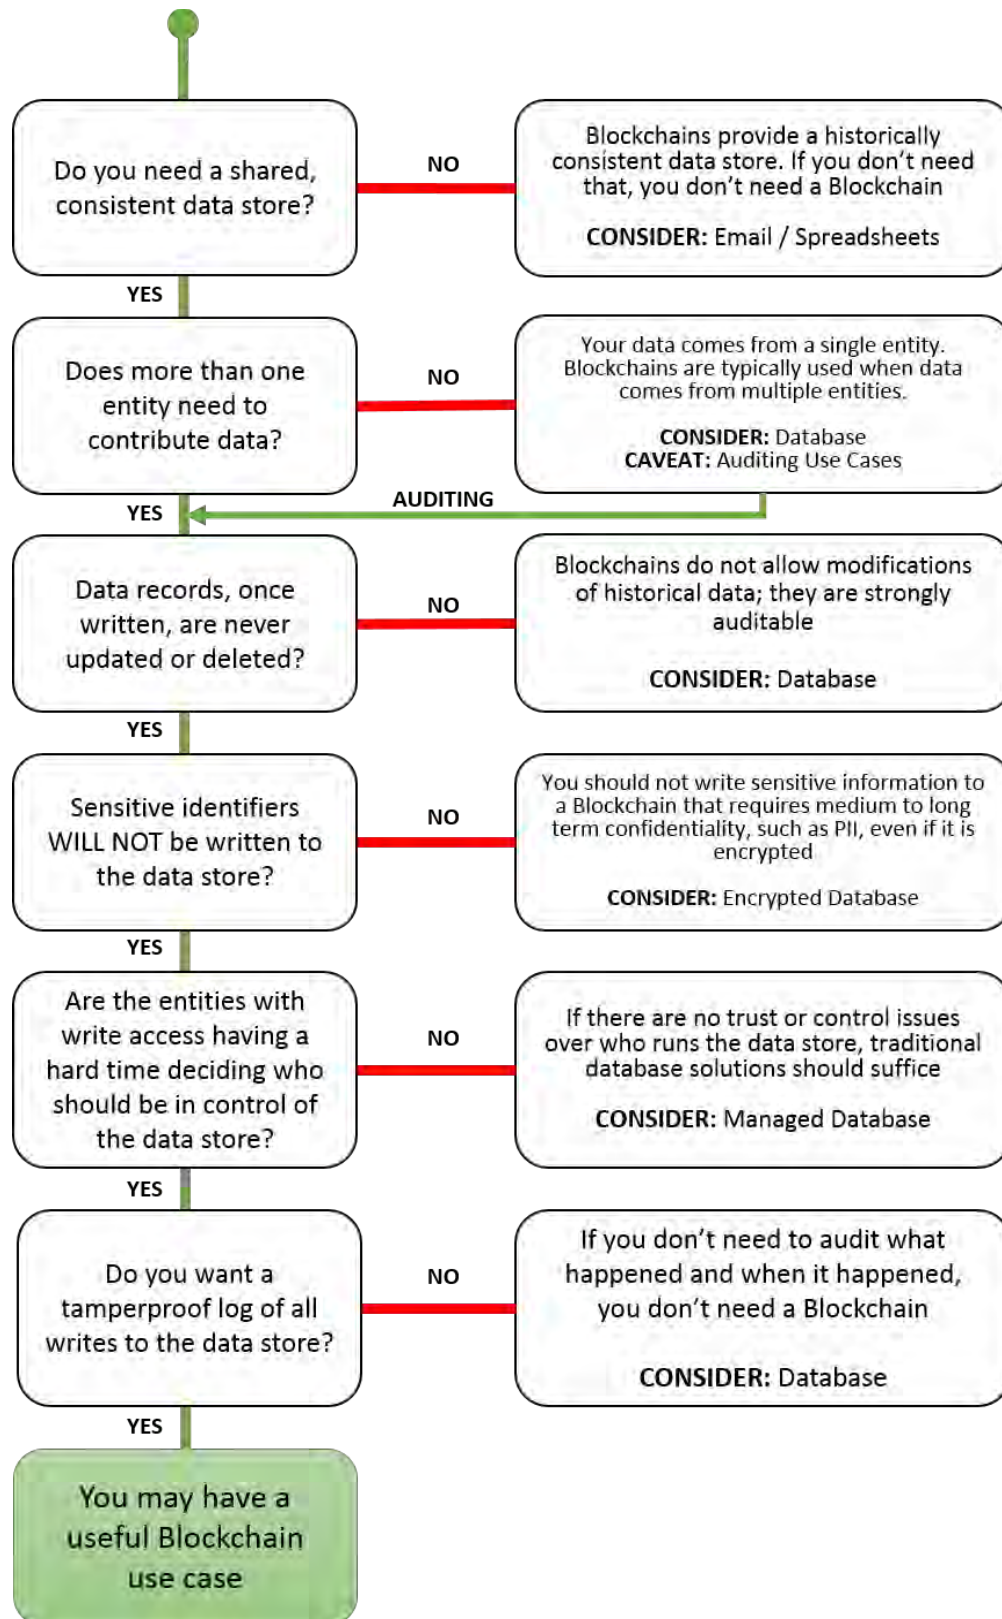 Do you need a shared,
consistent data store?
NO
Blockchains provide a historically
consistent data store. If you don’t need
that, you don’t need a Blockchain
CONSIDER: Email / Spreadsheets
YES
Does more than one
entity need to
contribute data?
NO
Your data comes from a single entity.
Blockchains are typically used when data
comes from multiple entities.
CONSIDER: Database
CAVEAT: Auditing Use Cases
AUDITING
YES
Data records, once
written, are never
updated or deleted?
NO
Blockchains do not allow modifications
of historical data; they are strongly
auditable
CONSIDER: Database
YES
Sensitive identifiers
WILL NOT be written to
the data store?
NO
You should not write sensitive information to
a Blockchain that requires medium to long
term confidentiality, such as PII, even if it is
encrypted
CONSIDER: Encrypted Database
YES
Are the entities with
write access having a
hard time deciding who
should be in control of
the data store?
NO
If there are no trust or control issues
over who runs the data store, traditional
database solutions should suffice
CONSIDER: Managed Database
YES
Do you want a
tamperproof log of all
writes to the data store?
NO
If you don’t need to audit what
happened and when it happened,
you don’t need a Blockchain
CONSIDER: Database
YES
You may have a
useful Blockchain
use case